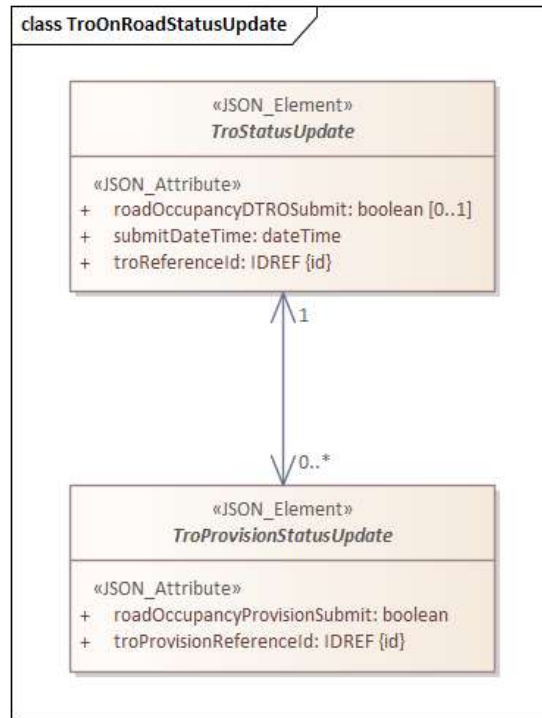 class TroOnRoadStatusUpdate
«JSON_Element»
TroStatusUpdate
«JSON_Attribute»
+ roadOccupancyDTROSubmit: boolean [0..1]
+ submitDateTime: dateTime
+ troReferenceId: IDREF {id}
1
0..*
«JSON_Element»
TroProvisionStatusUpdate
«JSON_Attribute»
+ roadOccupancyProvisionSubmit: boolean
+ troProvisionReferenceId: IDREF {id}